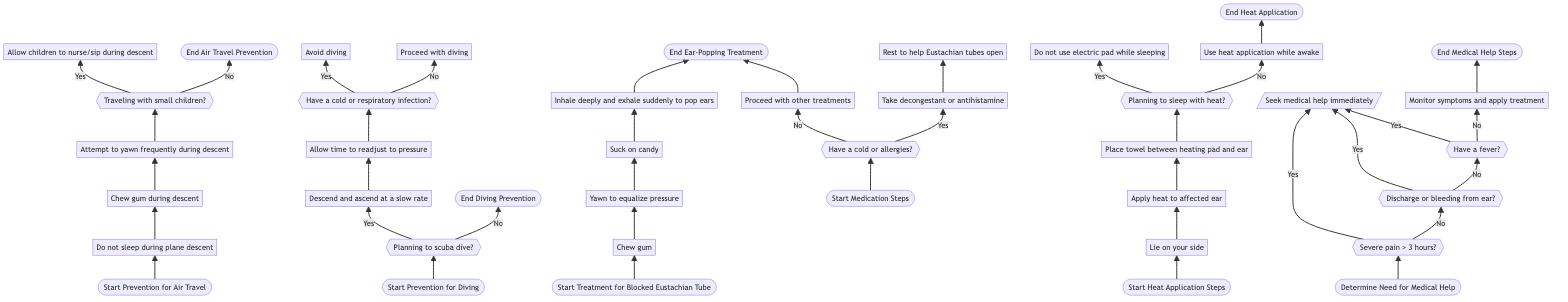 End Heat Application
Allow children to nurse/sip during descent
End Air Travel Prevention
Avoid diving
Proceed with diving
End Ear-Popping Treatment
Rest to help Eustachian tubes open
Do not use electric pad while sleeping
Use heat application while awake
End Medical Help Steps
Yes
No
Yes
No
Yes
No
Traveling with small children?
Have a cold or respiratory infection?
Inhale deeply and exhale suddenly to pop ears
Proceed with other treatments
Take decongestant or antihistamine
Planning to sleep with heat?
Seek medical help immediately
Monitor symptoms and apply treatment
No
Yes
Yes
No
Attempt to yawn frequently during descent
Allow time to readjust to pressure
Suck on candy
Have a cold or allergies?
Place towel between heating pad and ear
Yes
Have a fever?
Yes
No
Chew gum during descent
Descend and ascend at a slow rate
End Diving Prevention
Yawn to equalize pressure
Start Medication Steps
Apply heat to affected ear
Discharge or bleeding from ear?
Yes
No
No
Do not sleep during plane descent
Planning to scuba dive?
Chew gum
Lie on your side
Severe pain > 3 hours?
Start Prevention for Air Travel
Start Prevention for Diving
Start Treatment for Blocked Eustachian Tube
Start Heat Application Steps
Determine Need for Medical Help